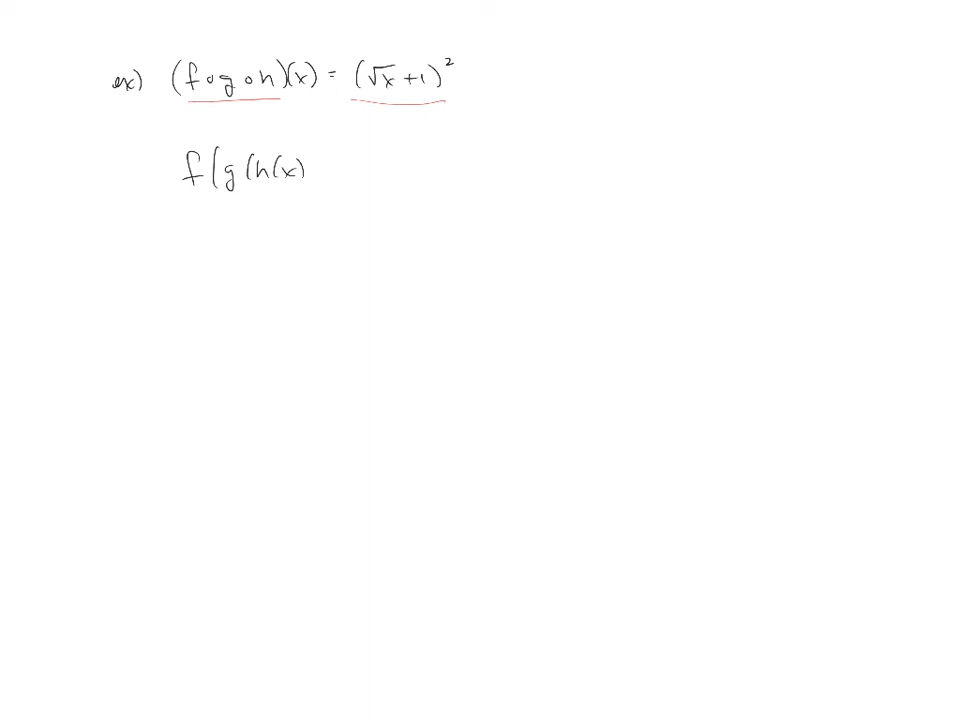 ex) (f∘g∘h)(x) = (√x + 1)²
f(g(h(x)